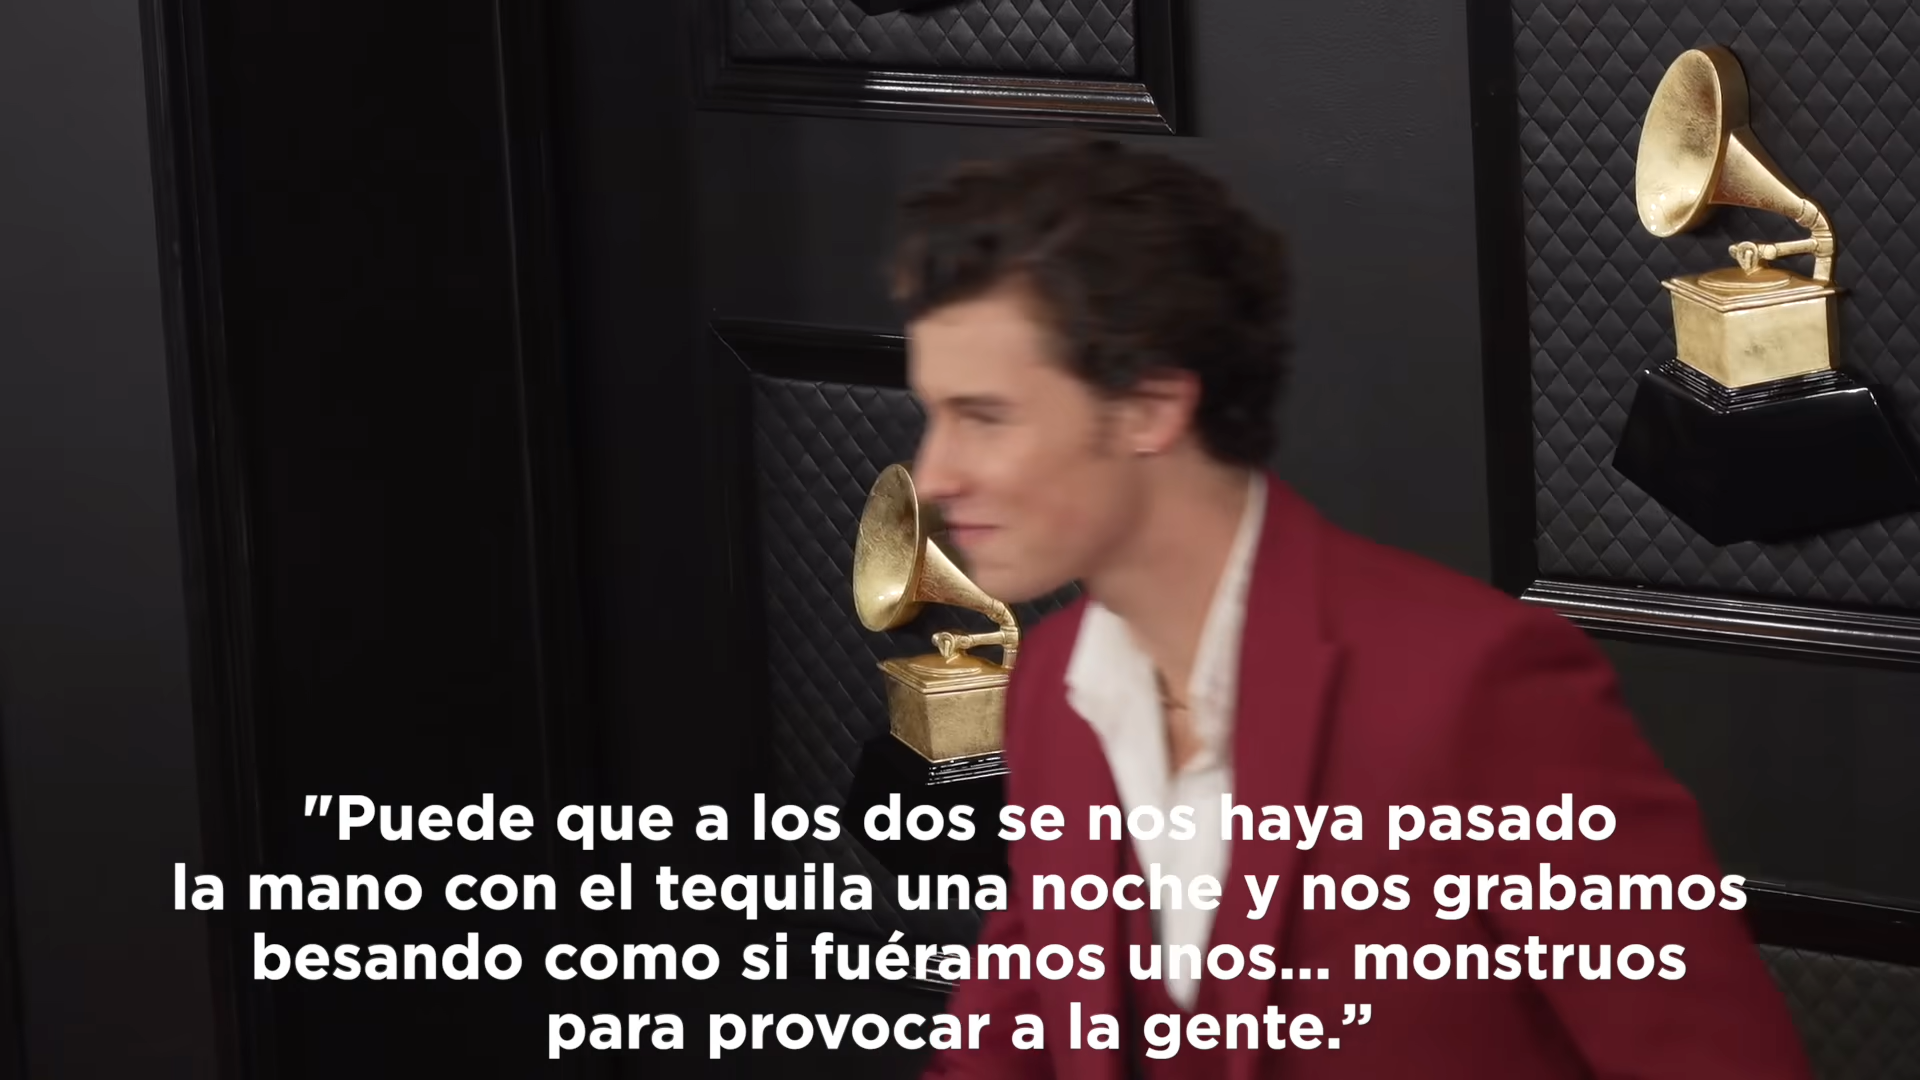 "Puede que a los dos se nos haya pasado
la mano con el tequila una noche y nos grabamos
besando como si fuéramos unos... monstruos
para provocar a la gente.”